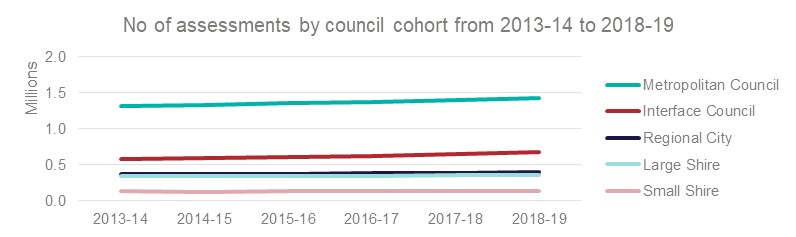 No of assessments by council cohort from 2013-14 to 2018-19
Millions
2.0
1.5
1.0
0.5
0.0
2013-14 2014-15 2015-16 2016-17 2017-18 2018-19
Metropolitan Council
Interface Council
Regional City
Large Shire
Small Shire